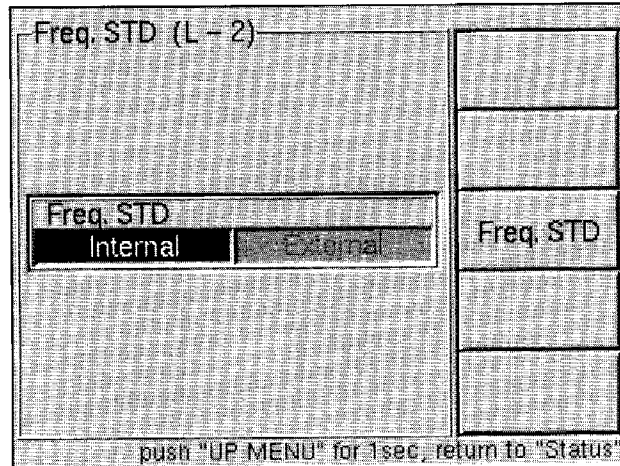 Freq. STD (L – 2)
Freq. STD
Internal External
Freq. STD
push "UP MENU" for 1sec, return to "Status"